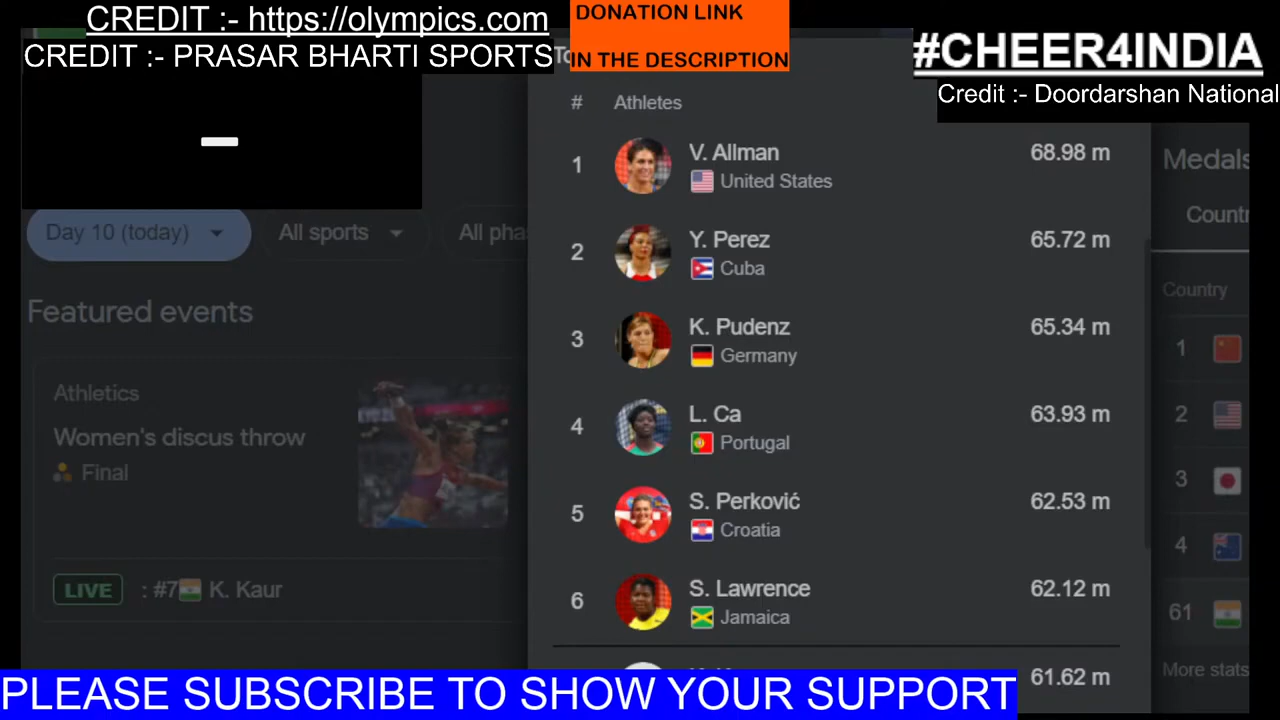 CREDIT :- https://olympics.com
CREDIT :- PRASAR BHARTI SPORTS
DONATION LINK
IN THE DESCRIPTION
#CHEER4INDIA
Credit :- Doordarshan National
Day 10 (today)
All sports
Featured events
Athletics
Women's discus throw
Final
LIVE : #7 K. Kaur
# Athletes
1 V. Allman 68.98 m
United States
2 Y. Perez 65.72 m
Cuba
3 K. Pudenz 65.34 m
Germany
4 L. Ca 63.93 m
Portugal
5 S. Perković 62.53 m
Croatia
6 S. Lawrence 62.12 m
Jamaica
61.62 m
Medals
Country
1
2
3
4
61
More stats
PLEASE SUBSCRIBE TO SHOW YOUR SUPPORT